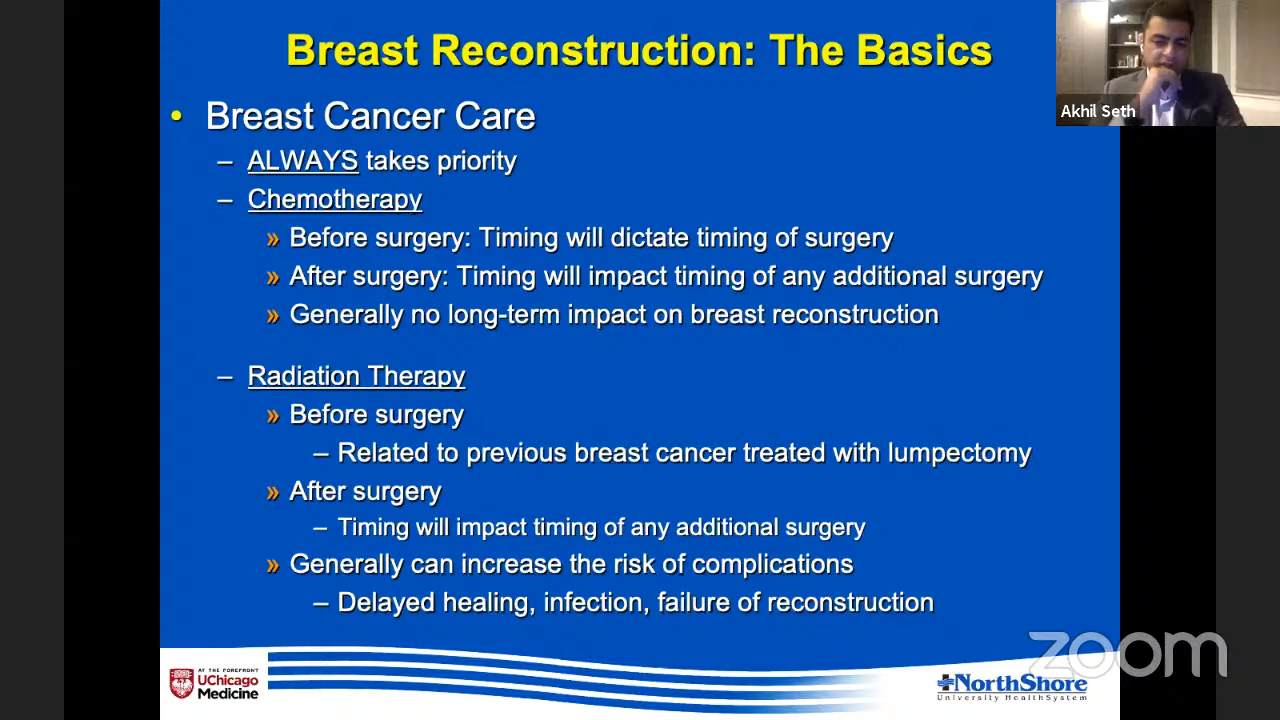 Breast Reconstruction: The Basics
• Breast Cancer Care
– ALWAYS takes priority
– Chemotherapy
» Before surgery: Timing will dictate timing of surgery
» After surgery: Timing will impact timing of any additional surgery
» Generally no long-term impact on breast reconstruction
– Radiation Therapy
» Before surgery
– Related to previous breast cancer treated with lumpectomy
» After surgery
– Timing will impact timing of any additional surgery
» Generally can increase the risk of complications
– Delayed healing, infection, failure of reconstruction
Akhil Seth
AT THE FOREFRONT
UChicago
Medicine
NorthShore
University HealthSystem
zoom